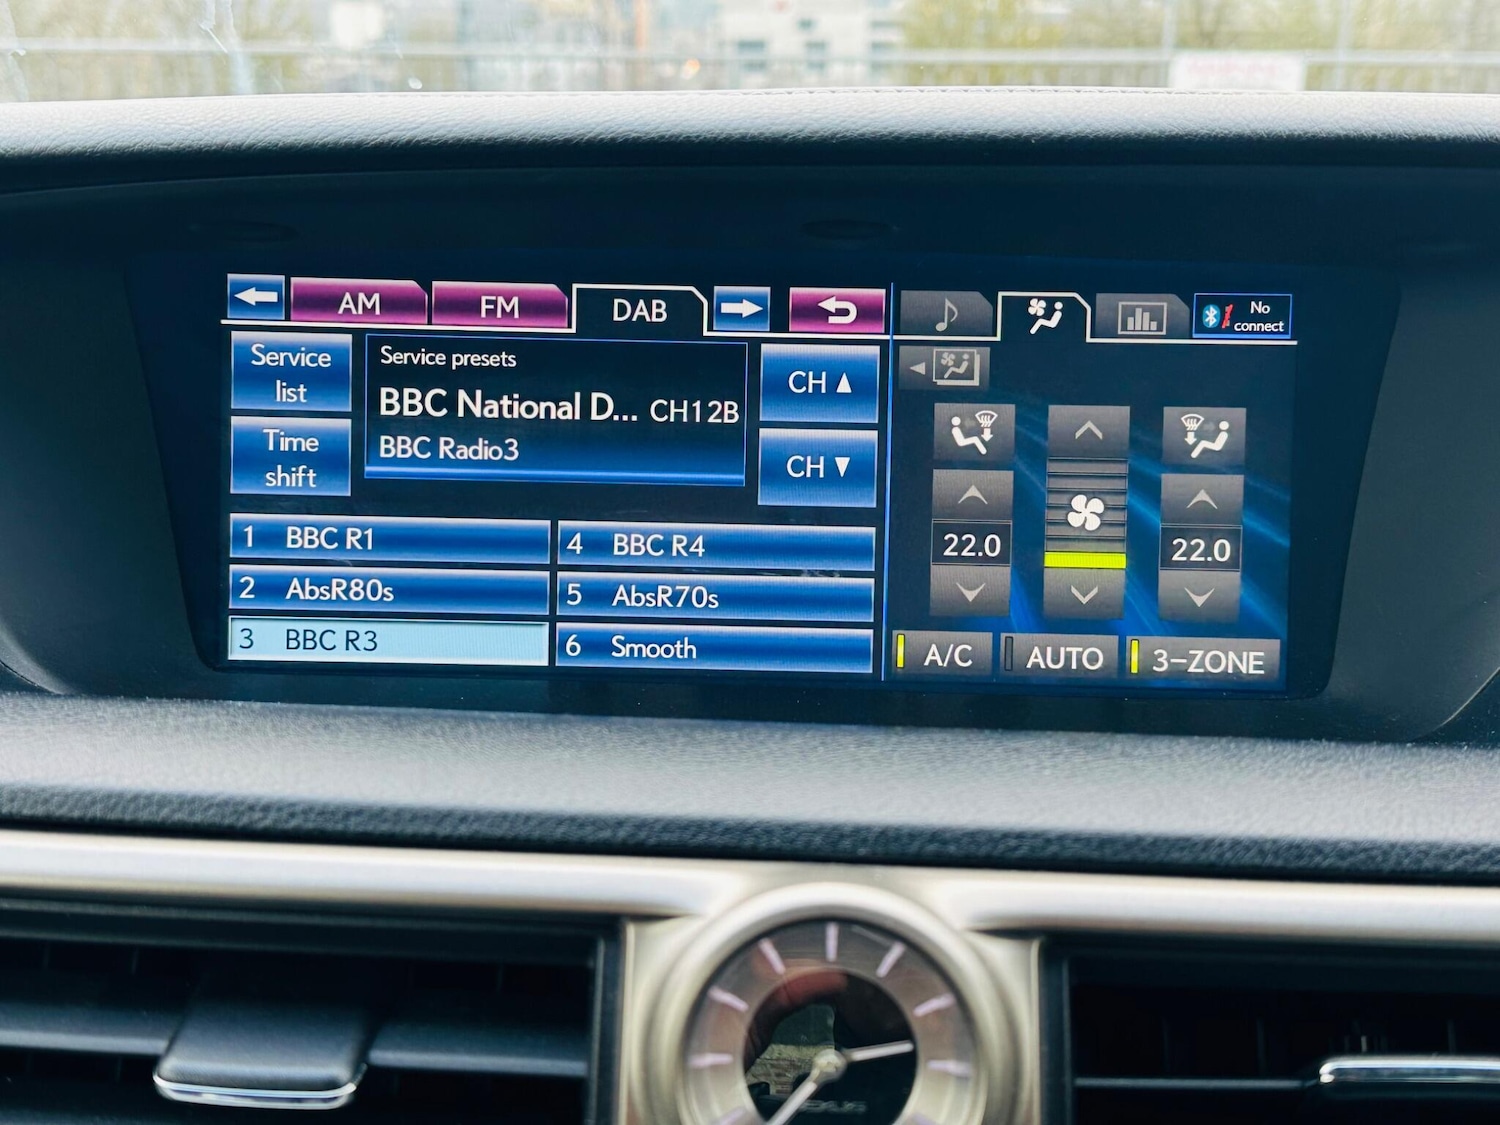 AM FM DAB
No
connect
Service
list
Service presets
BBC National D... CH12B
BBC Radio3
CH
CH
Time
shift
1 BBC R1
4 BBC R4
2 AbsR80s
5 AbsR70s
3 BBC R3
6 Smooth
22.0
22.0
A/C
AUTO
3-ZONE